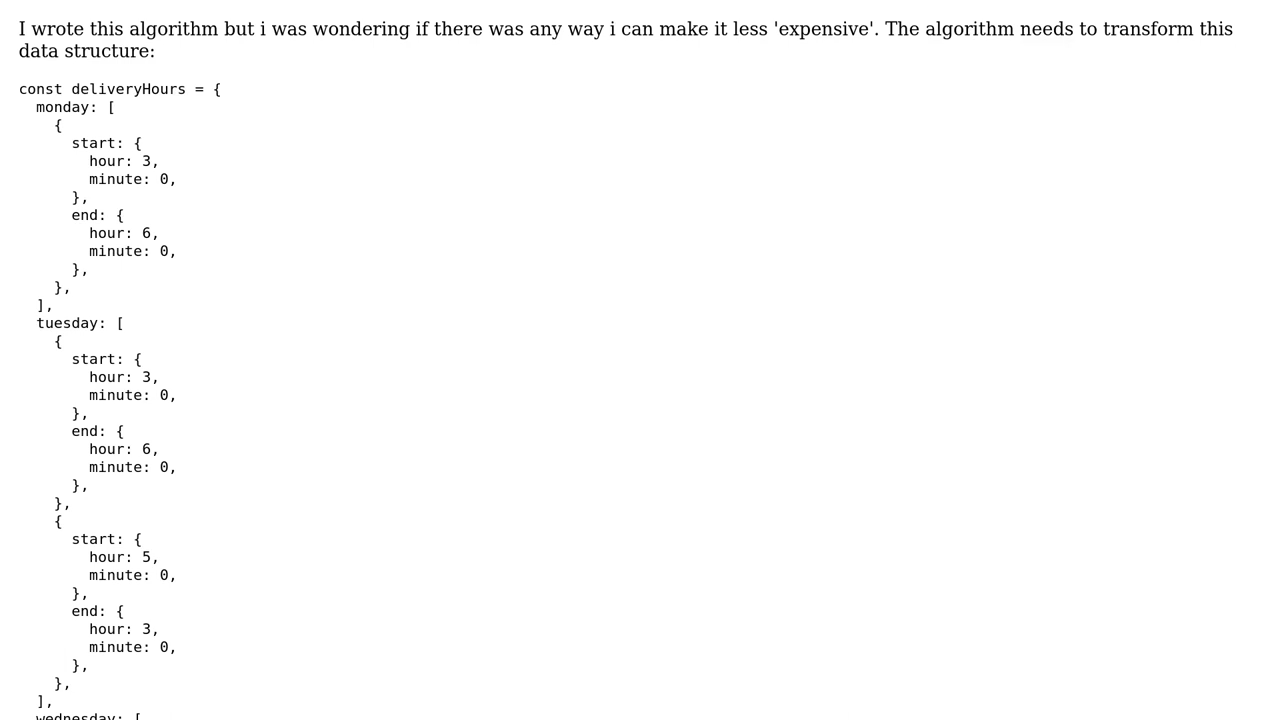 I wrote this algorithm but i was wondering if there was any way i can make it less 'expensive'. The algorithm needs to transform this
data structure:
const deliveryHours = {
  monday: [
    {
      start: {
        hour: 3,
        minute: 0,
      },
      end: {
        hour: 6,
        minute: 0,
      },
    },
  ],
  tuesday: [
    {
      start: {
        hour: 3,
        minute: 0,
      },
      end: {
        hour: 6,
        minute: 0,
      },
    },
    {
      start: {
        hour: 5,
        minute: 0,
      },
      end: {
        hour: 3,
        minute: 0,
      },
    },
  ],
  wednesday: [